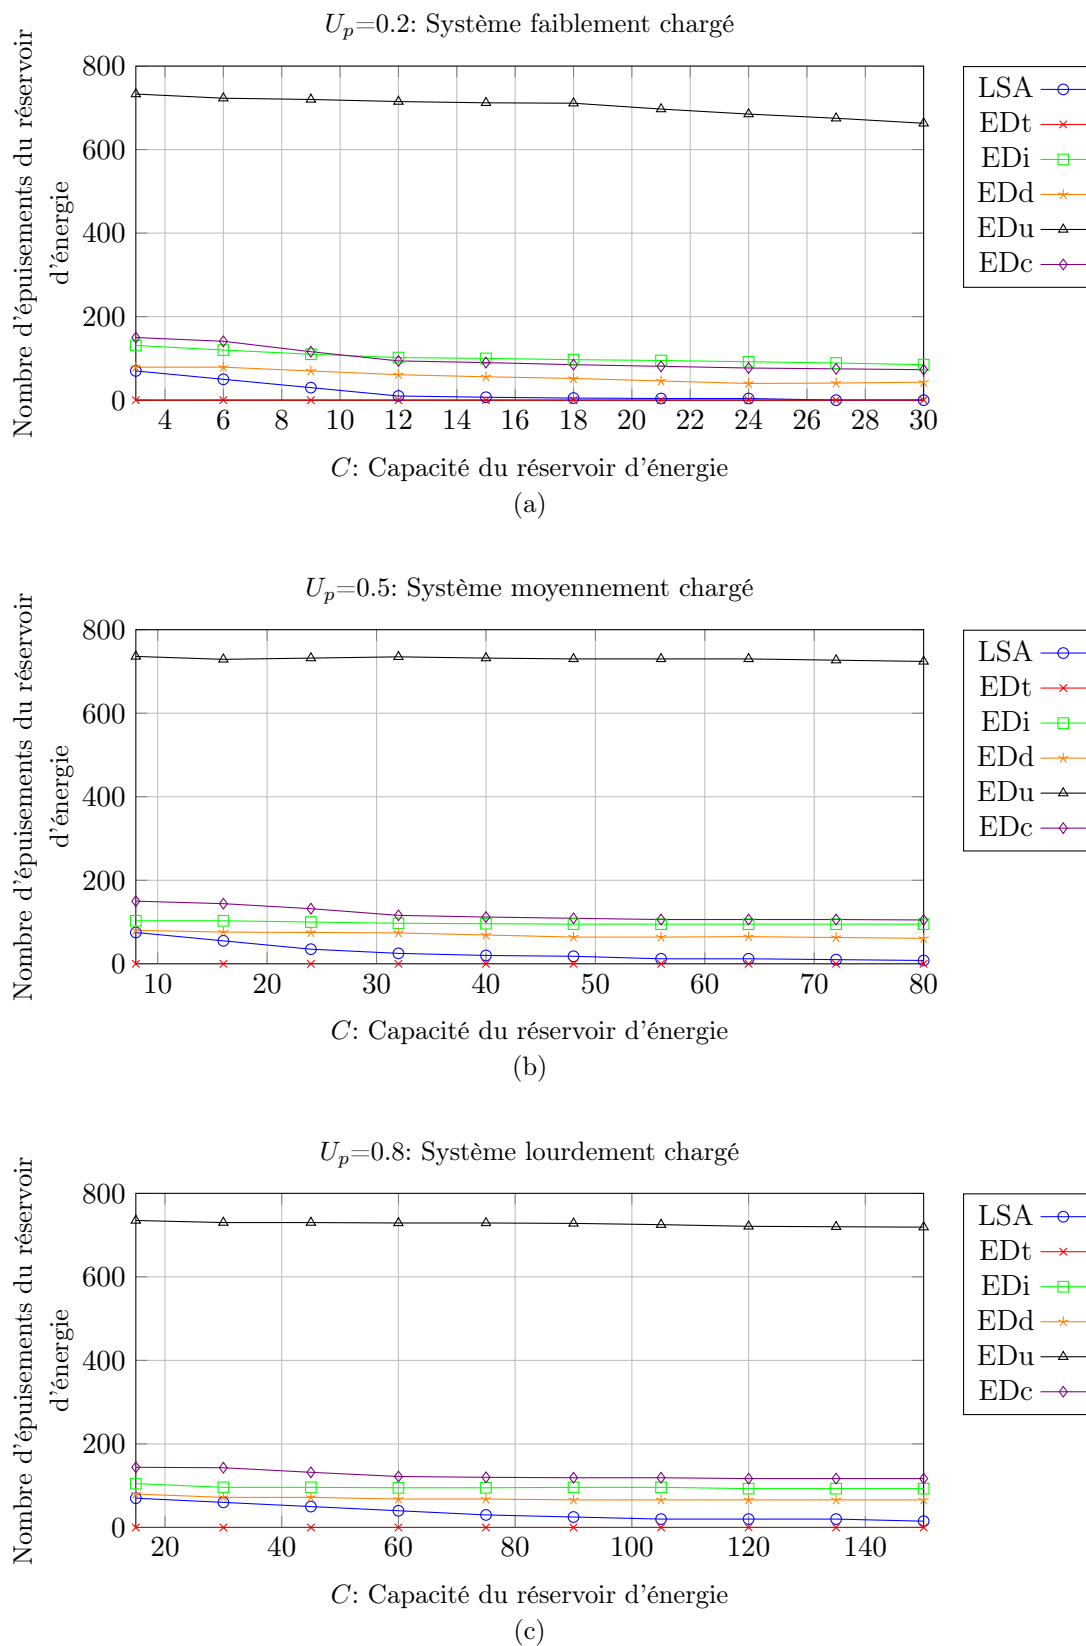 U_p=0.2: Système faiblement chargé
Nombre d'épuisements du réservoir
d'énergie
800
600
400
200
0
4 6 8 10 12 14 16 18 20 22 24 26 28 30
C: Capacité du réservoir d'énergie
(a)
LSA
EDt
EDi
EDd
EDu
EDc
U_p=0.5: Système moyennement chargé
Nombre d'épuisements du réservoir
d'énergie
800
600
400
200
0
10 20 30 40 50 60 70 80
C: Capacité du réservoir d'énergie
(b)
LSA
EDt
EDi
EDd
EDu
EDc
U_p=0.8: Système lourdement chargé
Nombre d'épuisements du réservoir
d'énergie
800
600
400
200
0
20 40 60 80 100 120 140
C: Capacité du réservoir d'énergie
(c)
LSA
EDt
EDi
EDd
EDu
EDc